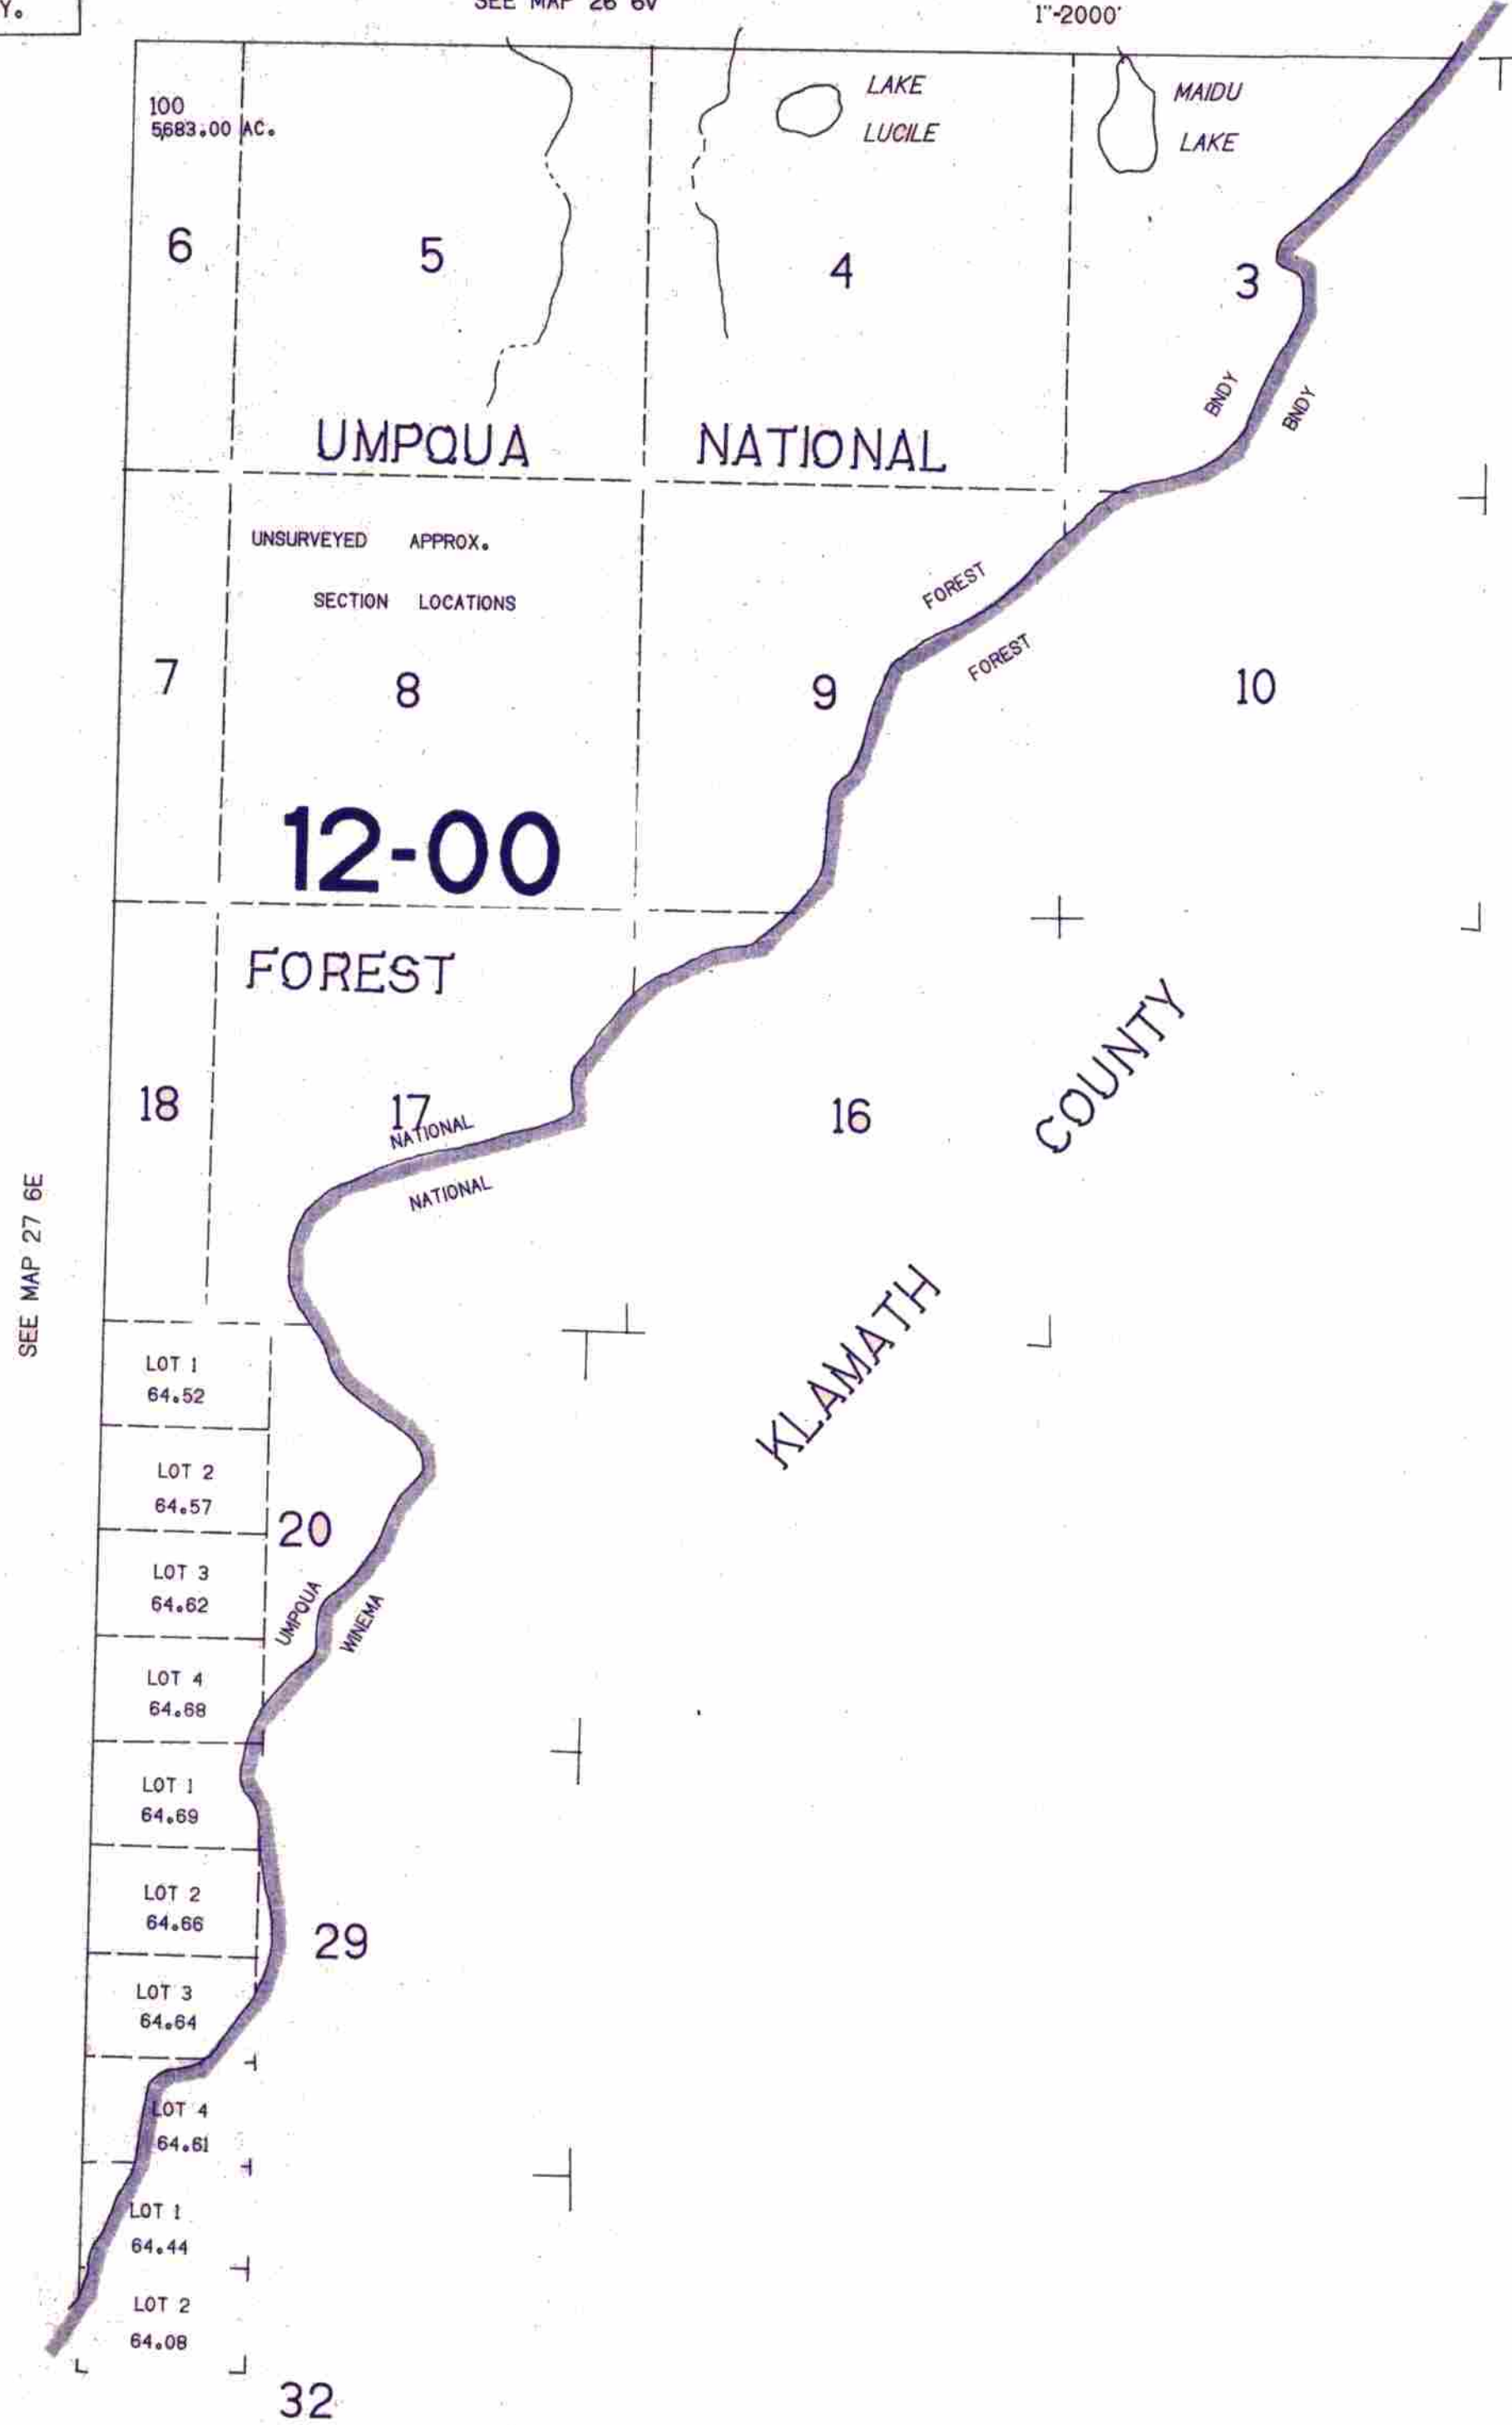 Y.
SEE MAP 26 6V
1"-2000'
100
5,683.00 AC.
LAKE
LUCILE
MAIDU
LAKE
6
5
4
3
BNDY
BNDY
UMPQUA NATIONAL
UNSURVEYED APPROX.
SECTION LOCATIONS
FOREST
FOREST
7
8
9
10
12-00
FOREST
18
17
NATIONAL
NATIONAL
16
COUNTY
KLAMATH
SEE MAP 27 6E
LOT 1
64.52
LOT 2
64.57
20
LOT 3
64.62
UMPQUA
WINEMA
LOT 4
64.68
LOT 1
64.69
LOT 2
64.66
29
LOT 3
64.64
LOT 4
64.61
LOT 1
64.44
LOT 2
64.08
32